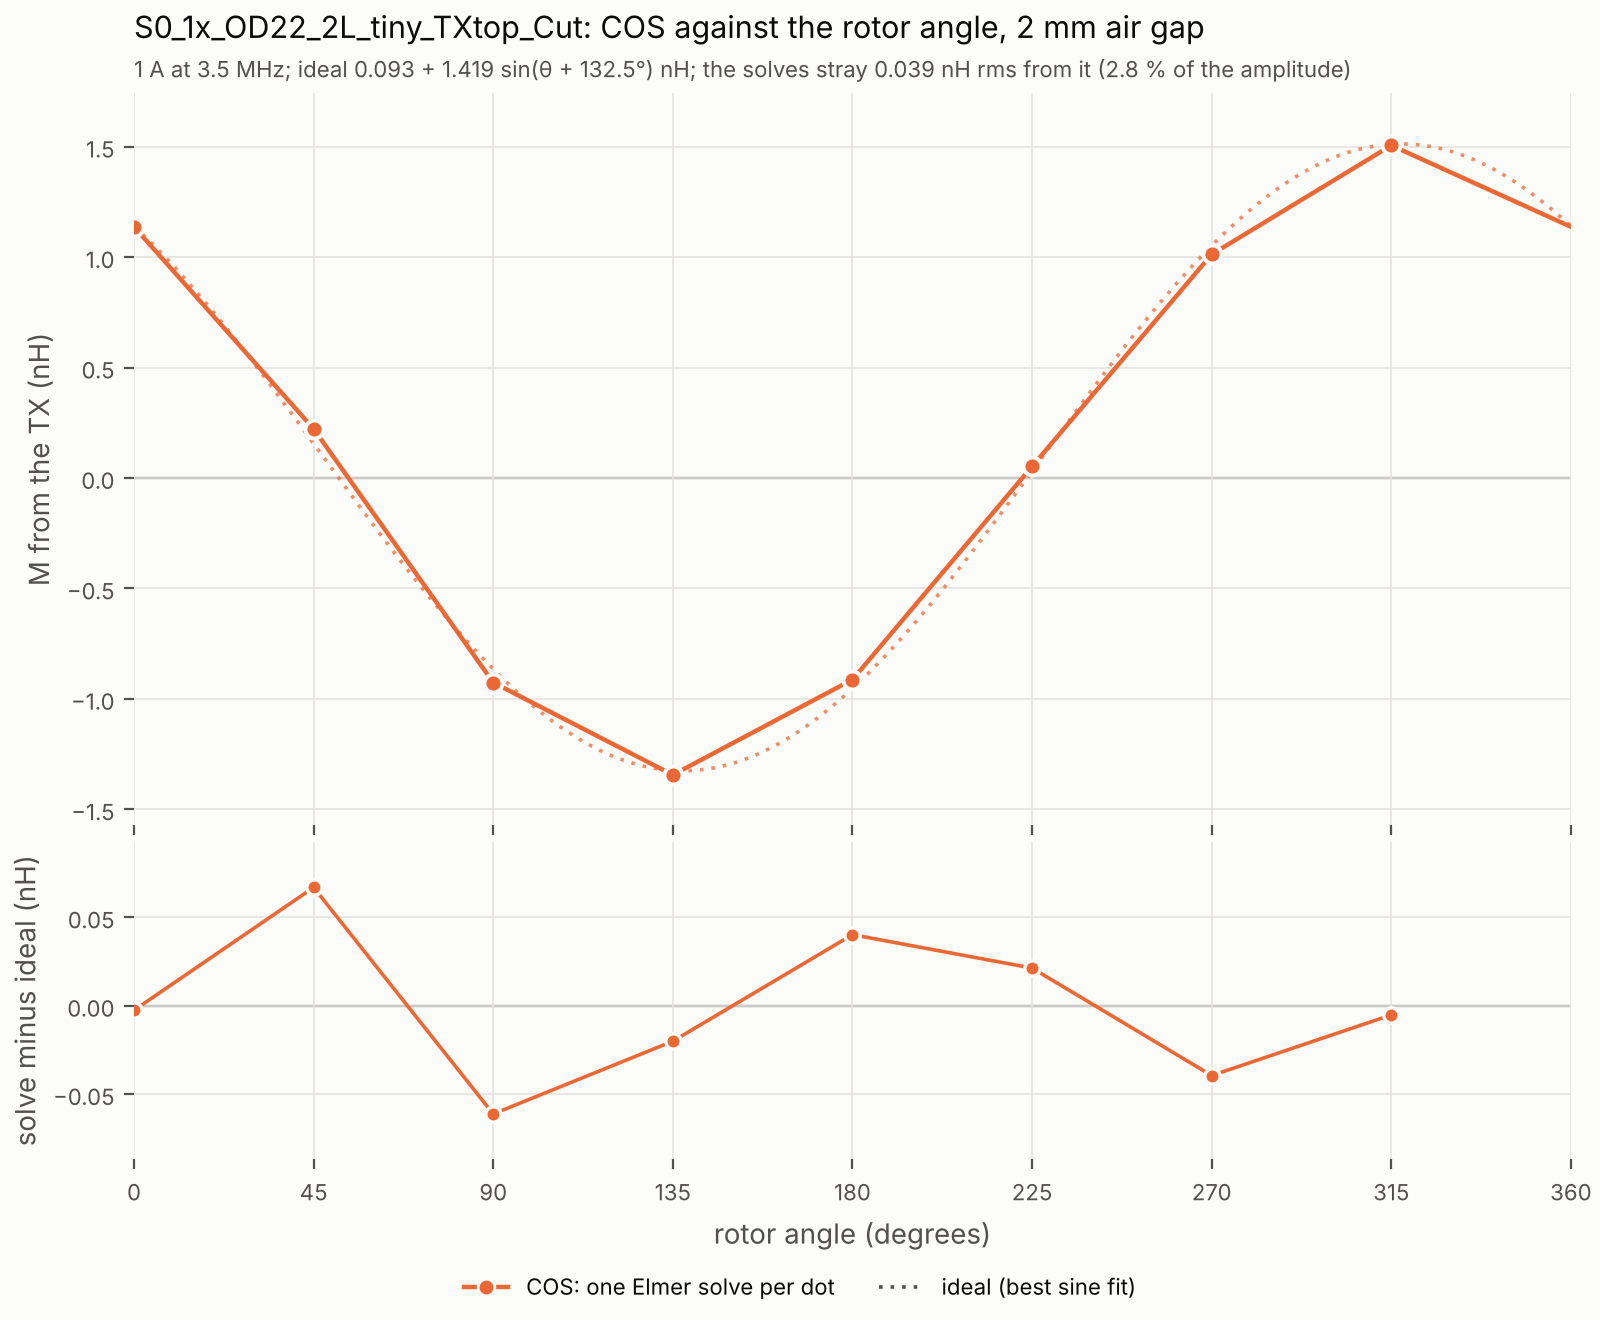 S0_1x_OD22_2L_tiny_TXtop_Cut: COS against the rotor angle, 2 mm air gap
1 A at 3.5 MHz; ideal 0.093 + 1.419 sin(θ + 132.5°) nH; the solves stray 0.039 nH rms from it (2.8 % of the amplitude)
M from the TX (nH)
1.5
1.0
0.5
0.0
−0.5
−1.0
−1.5
solve minus ideal (nH)
0.05
0.00
−0.05
0 45 90 135 180 225 270 315 360
rotor angle (degrees)
COS: one Elmer solve per dot
ideal (best sine fit)